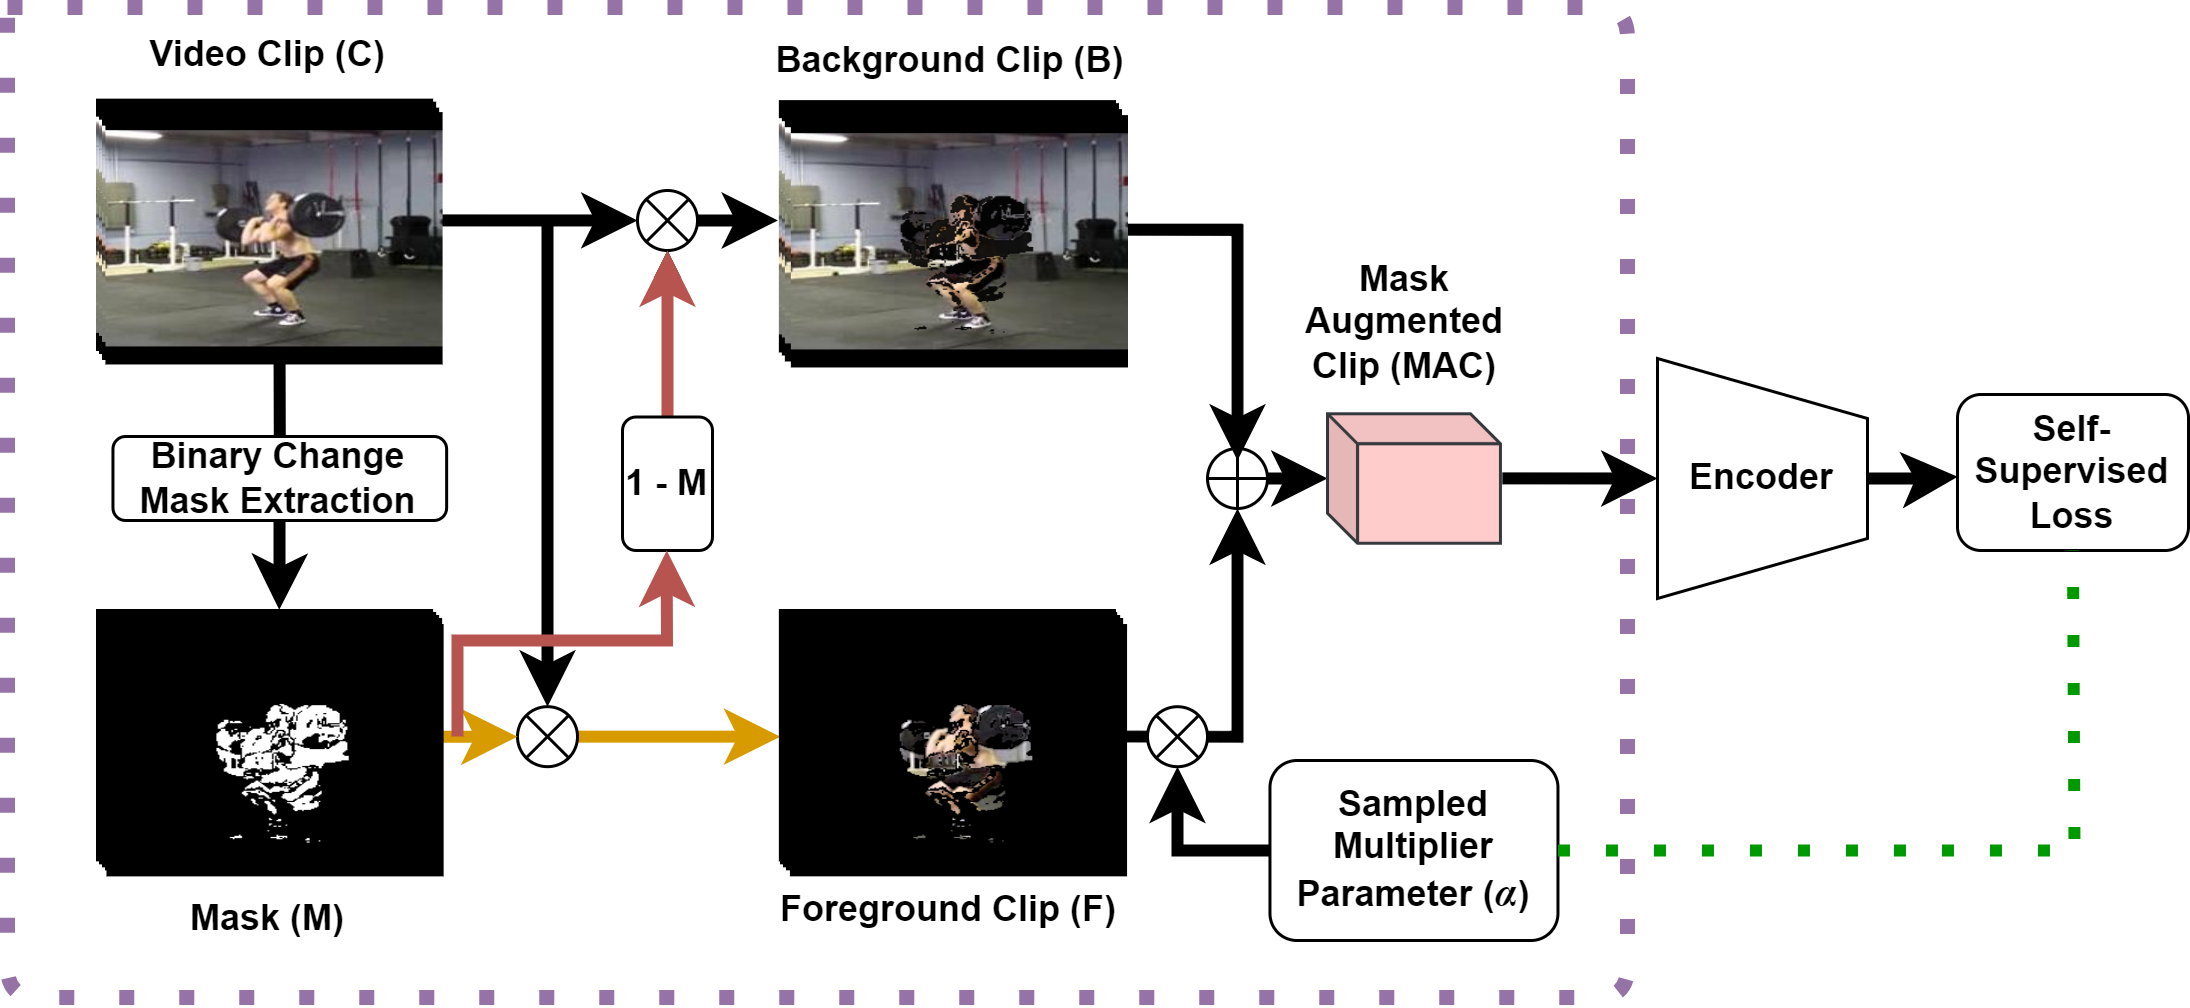 Video Clip (C)
Background Clip (B)
Mask
Augmented
Clip (MAC)
Binary Change
Mask Extraction
1 - M
Encoder
Self-
Supervised
Loss
Sampled
Multiplier
Parameter (α)
Mask (M)
Foreground Clip (F)